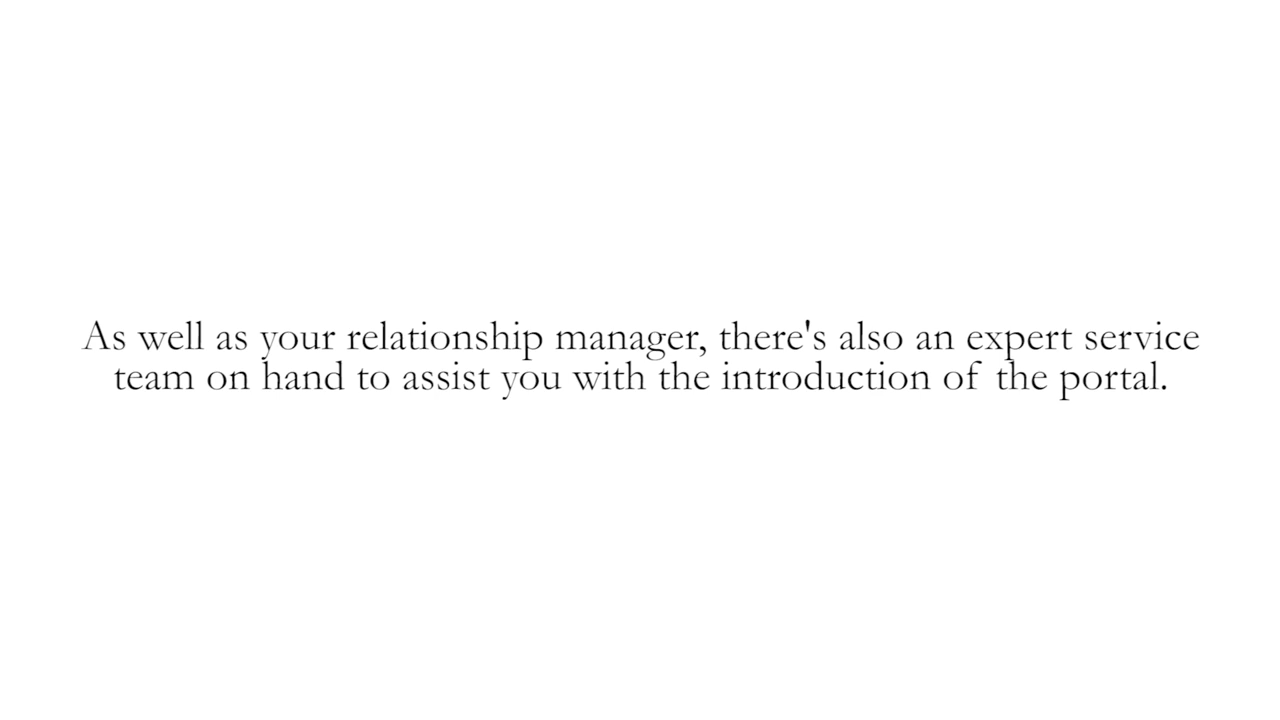 As well as your relationship manager, there's also an expert service
team on hand to assist you with the introduction of the portal.